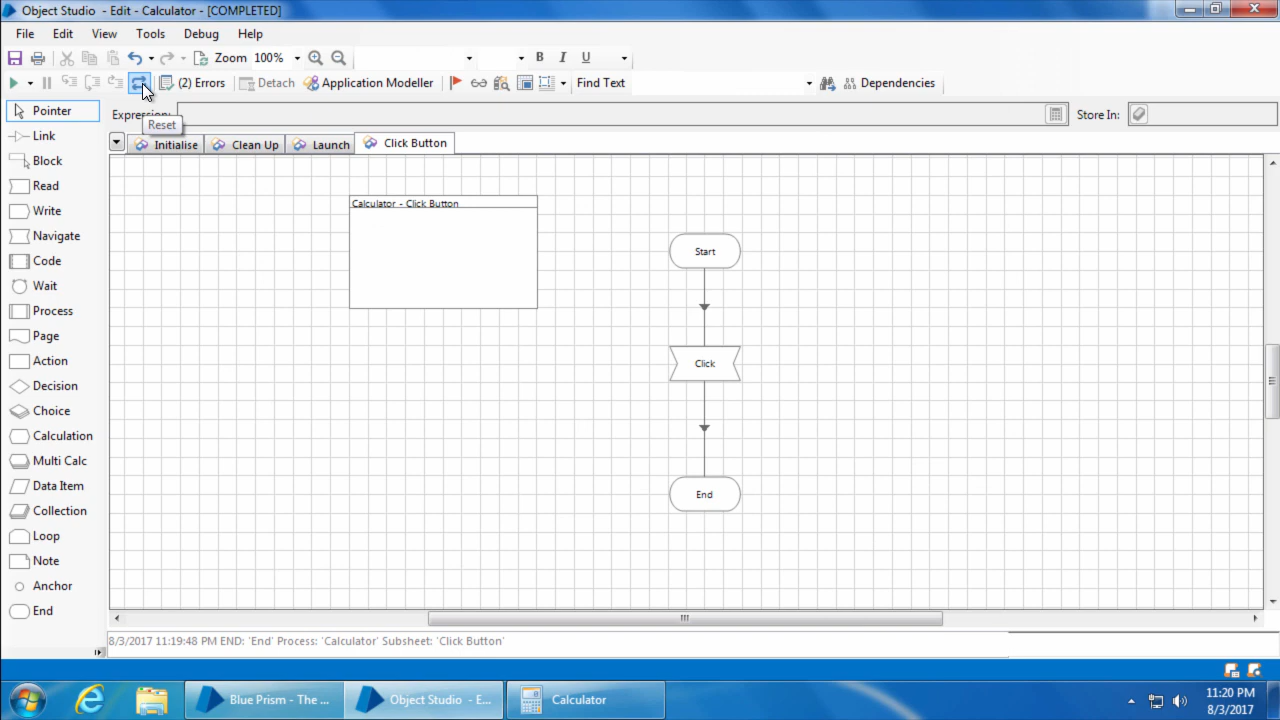 Object Studio - Edit - Calculator - [COMPLETED]
File Edit View Tools Debug Help
Zoom 100% B I U
(2) Errors Detach Application Modeller Find Text Dependencies
Pointer
Link
Block
Read
Write
Navigate
Code
Wait
Process
Page
Action
Decision
Choice
Calculation
Multi Calc
Data Item
Collection
Loop
Note
Anchor
End
Expression: Store In:
Reset
Initialise Clean Up Launch Click Button
Calculator - Click Button
Start
Click
End
8/3/2017 11:19:48 PM END: 'End' Process: 'Calculator' Subsheet: 'Click Button'
Blue Prism - The ... Object Studio - E... Calculator
11:20 PM
8/3/2017